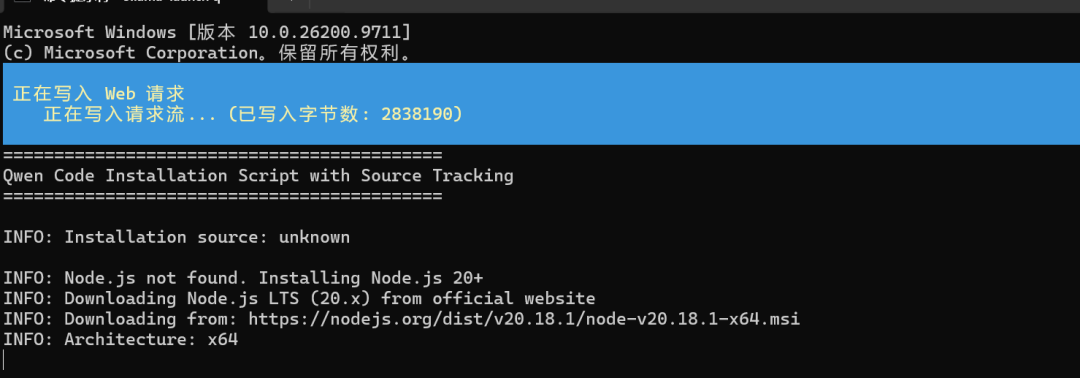 Microsoft Windows [版本 10.0.26200.9711]
(c) Microsoft Corporation。保留所有权利。
正在写入 Web 请求
正在写入请求流... (已写入字节数: 2838190)
===========================================
Qwen Code Installation Script with Source Tracking
===========================================
INFO: Installation source: unknown
INFO: Node.js not found. Installing Node.js 20+
INFO: Downloading Node.js LTS (20.x) from official website
INFO: Downloading from: https://nodejs.org/dist/v20.18.1/node-v20.18.1-x64.msi
INFO: Architecture: x64